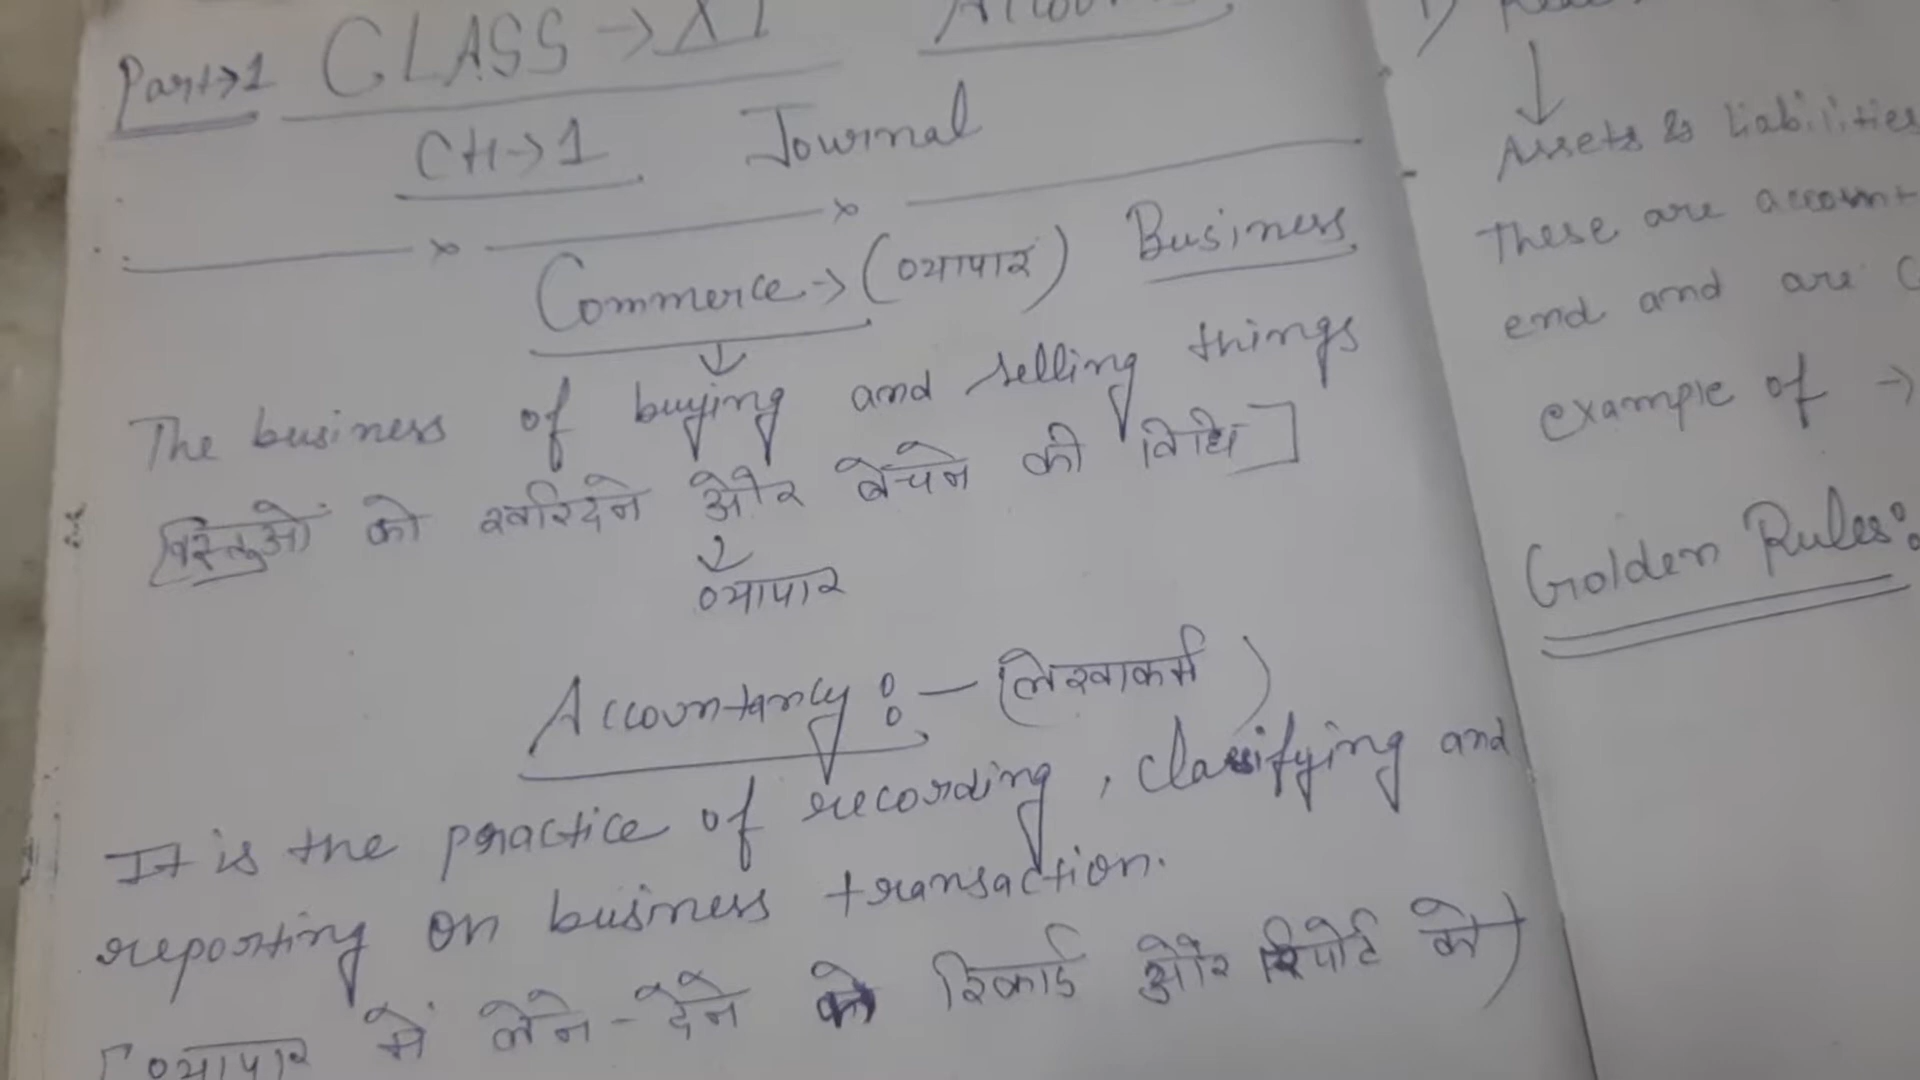 Part→1 CLASS → XI
CH→1 Journal
Commerce → (व्यापार) Business
The business of buying and selling things
[वस्तुओं को खरिदने और बेचने की विधि]
व्यापार
Accountancy :— (लेखाकर्म)
It is the practice of recording, classifying and
reporting on business transaction.
[व्यापार में लेने-देने को रिकार्ड और रिपोर्ट को)
1)
Assets & liabilities
These are account
end and are
example of →
Golden Rules: